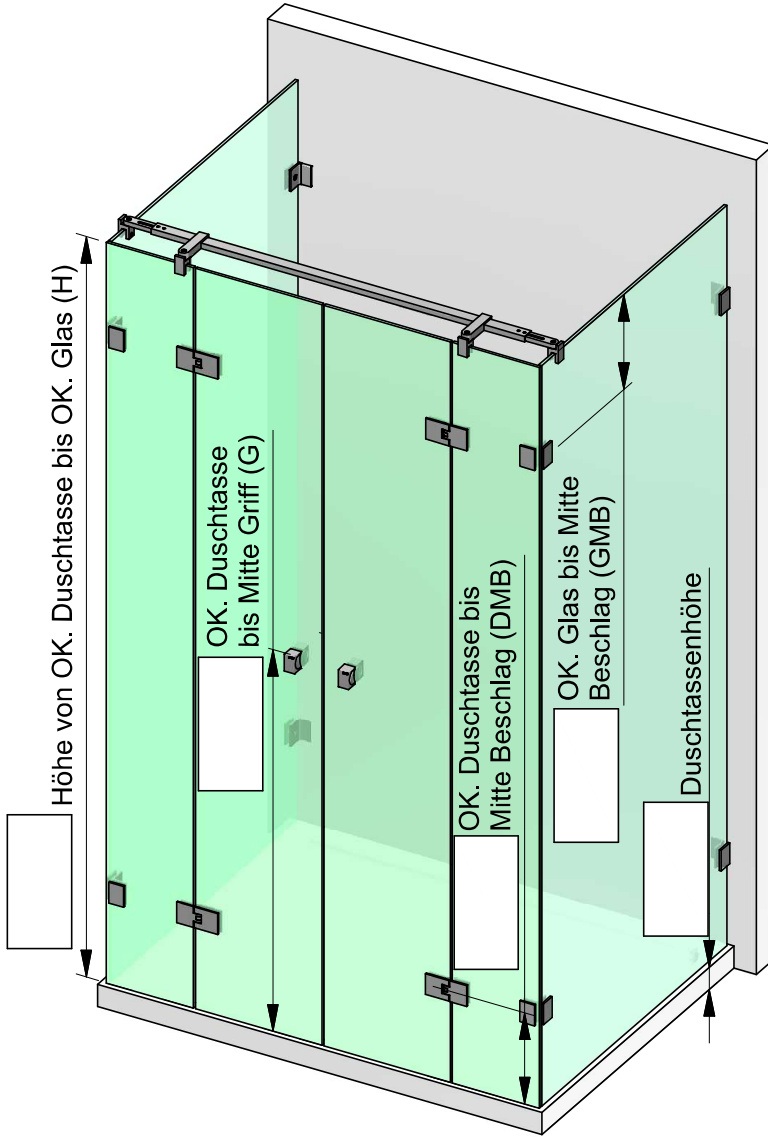 Höhe von OK. Duschtasse bis OK. Glas (H)
OK. Duschtasse
bis Mitte Griff (G)
OK. Duschtasse bis
Mitte Beschlag (DMB)
OK. Glas bis Mitte
Beschlag (GMB)
Duschtassenhöhe